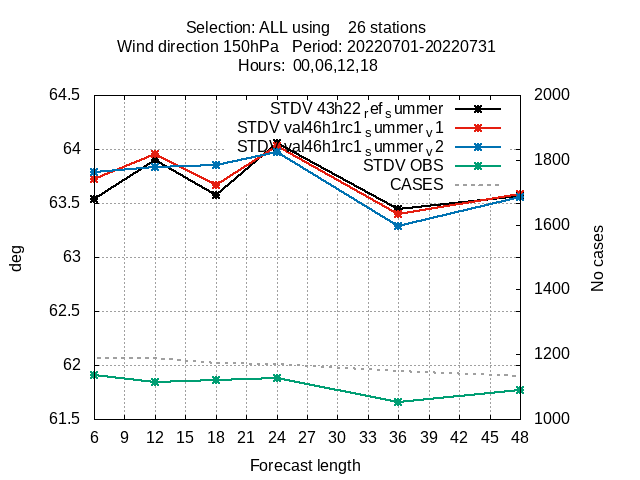 Selection: ALL using 26 stations
Wind direction 150hPa Period: 20220701-20220731
Hours: 00,06,12,18
64.5
64
63.5
63
62.5
62
61.5
deg
2000
1800
1600
1400
1200
1000
No cases
STDV 43h22refsummer
STDV val46h1rc1summerv1
STDV val46h1rc1summerv2
STDV OBS
CASES
6 9 12 15 18 21 24 27 30 33 36 39 42 45 48
Forecast length